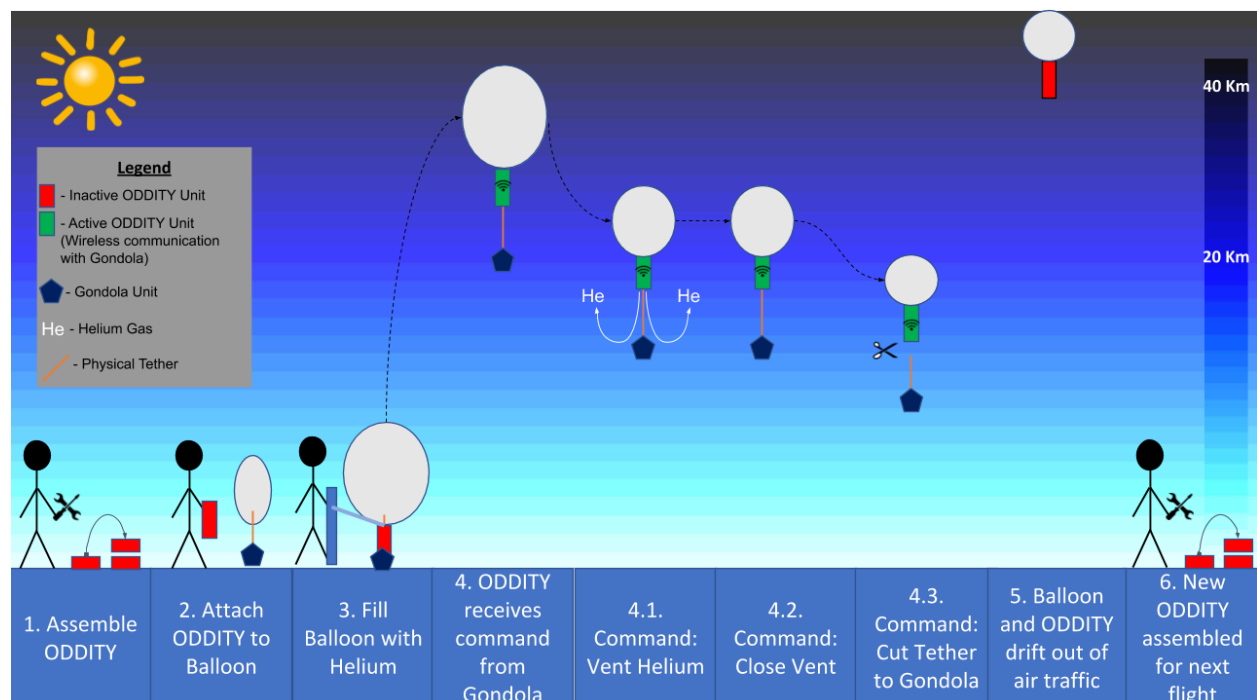 40 Km
Legend
- Inactive ODDITY Unit
- Active ODDITY Unit
(Wireless communication
with Gondola)
- Gondola Unit
He - Helium Gas
- Physical Tether
20 Km
He
He
1. Assemble
ODDITY
2. Attach
ODDITY to
Balloon
3. Fill
Balloon with
Helium
4. ODDITY
receives
command
from
Gondola
4.1.
Command:
Vent Helium
4.2.
Command:
Close Vent
4.3.
Command:
Cut Tether
to Gondola
5. Balloon
and ODDITY
drift out of
air traffic
6. New
ODDITY
assembled
for next
flight